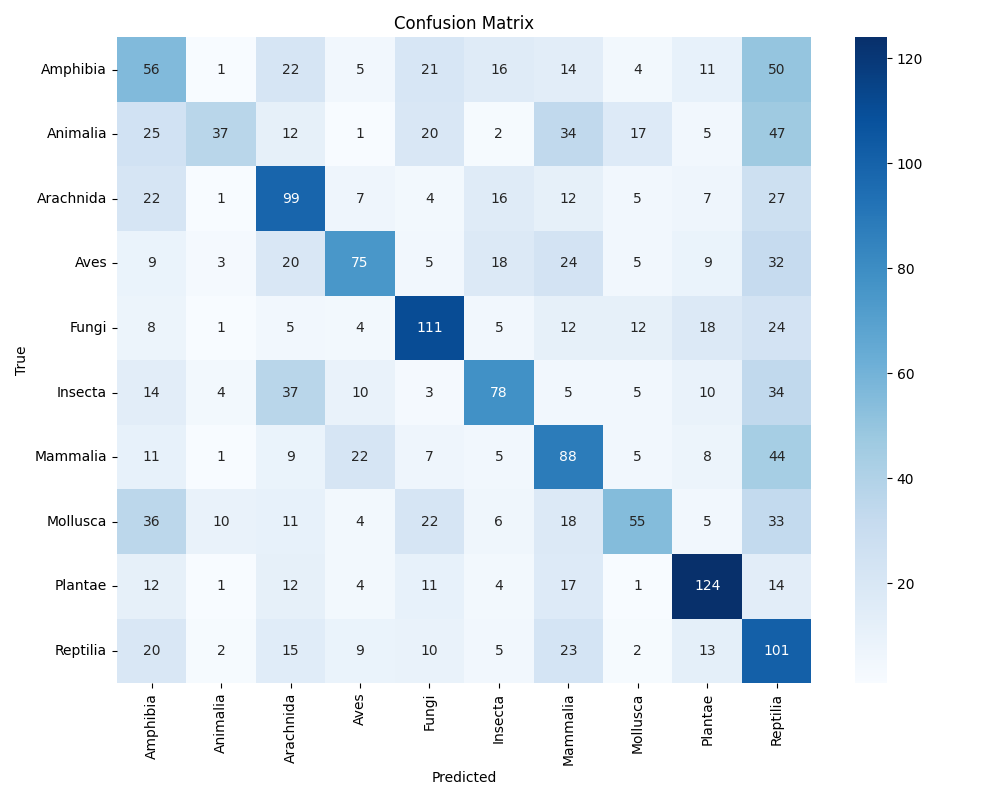 Confusion Matrix
True
Amphibia 56 1 22 5 21 16 14 4 11 50
Animalia 25 37 12 1 20 2 34 17 5 47
Arachnida 22 1 99 7 4 16 12 5 7 27
Aves 9 3 20 75 5 18 24 5 9 32
Fungi 8 1 5 4 111 5 12 12 18 24
Insecta 14 4 37 10 3 78 5 5 10 34
Mammalia 11 1 9 22 7 5 88 5 8 44
Mollusca 36 10 11 4 22 6 18 55 5 33
Plantae 12 1 12 4 11 4 17 1 124 14
Reptilia 20 2 15 9 10 5 23 2 13 101
Amphibia Animalia Arachnida Aves Fungi Insecta Mammalia Mollusca Plantae Reptilia
Predicted
120
100
80
60
40
20